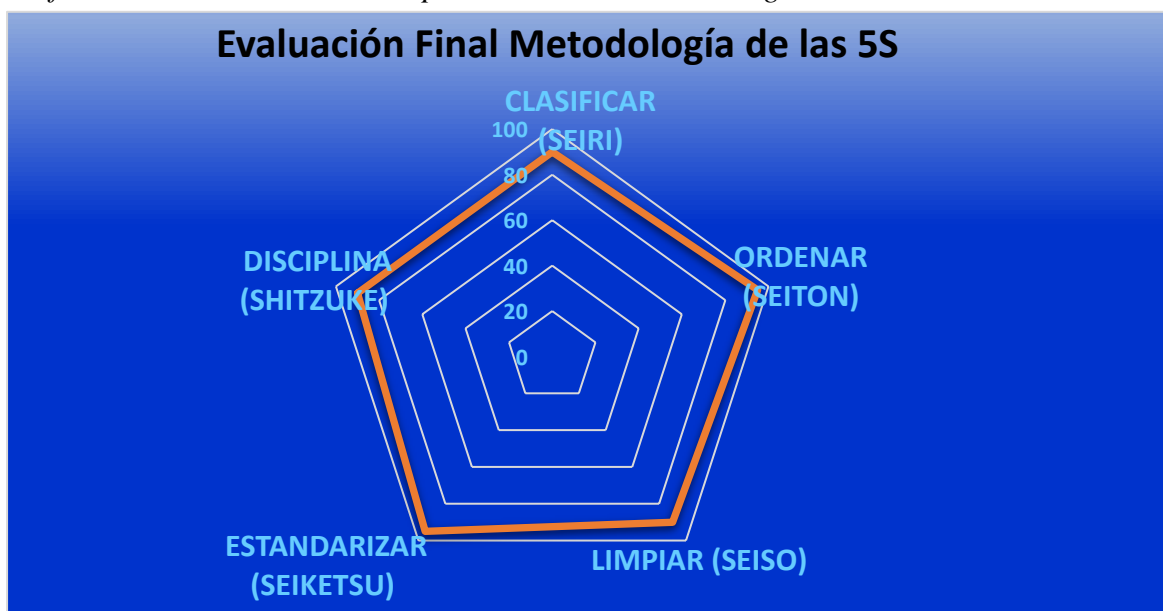 Evaluación Final Metodología de las 5S
CLASIFICAR
(SEIRI)
100
80
60
40
20
0
ORDENAR
(SEITON)
LIMPIAR (SEISO)
ESTANDARIZAR
(SEIKETSU)
DISCIPLINA
(SHITZUKE)